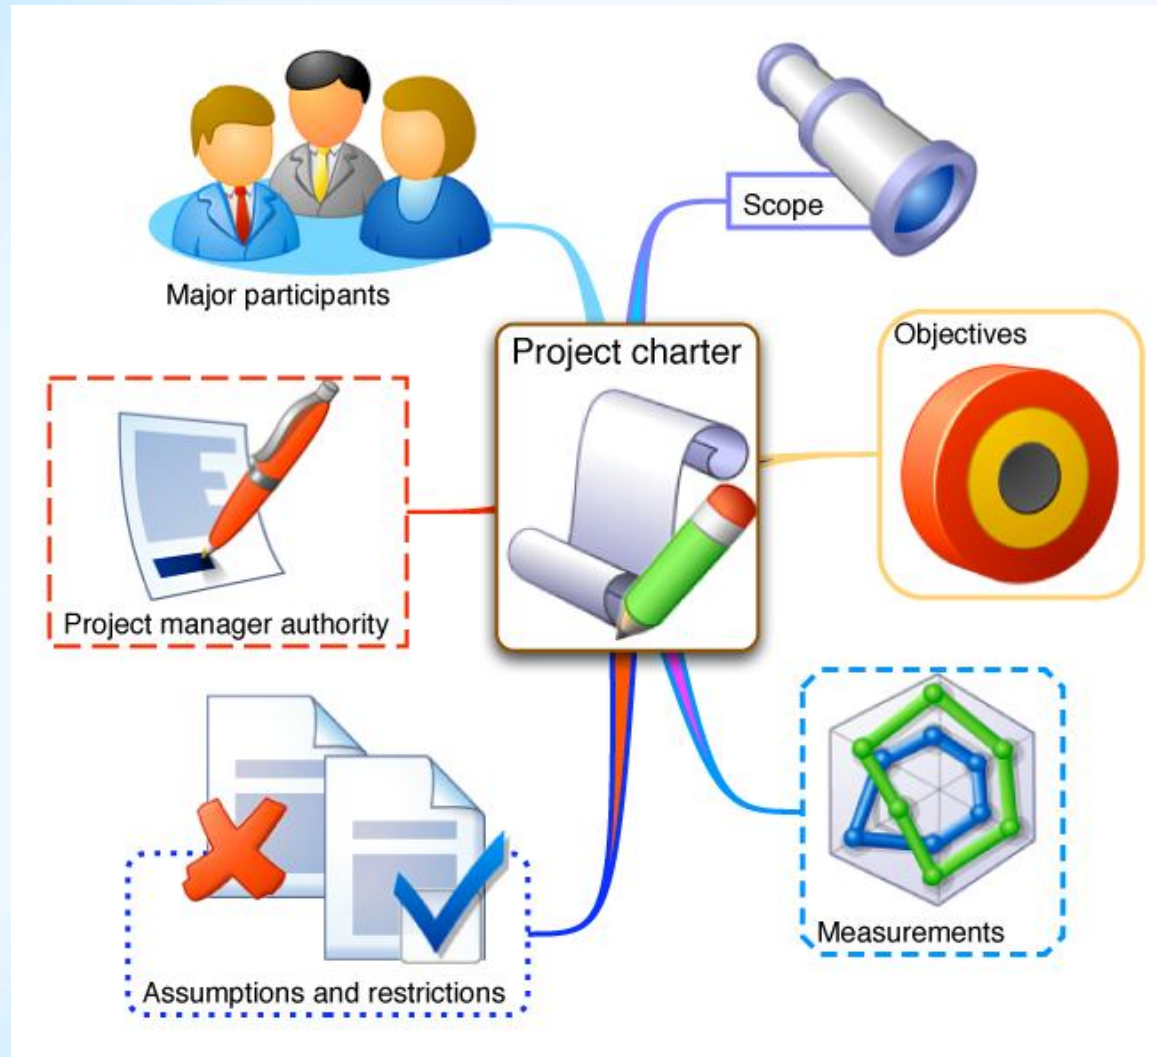 Scope
Major participants
Project charter
Objectives
Project manager authority
Measurements
Assumptions and restrictions